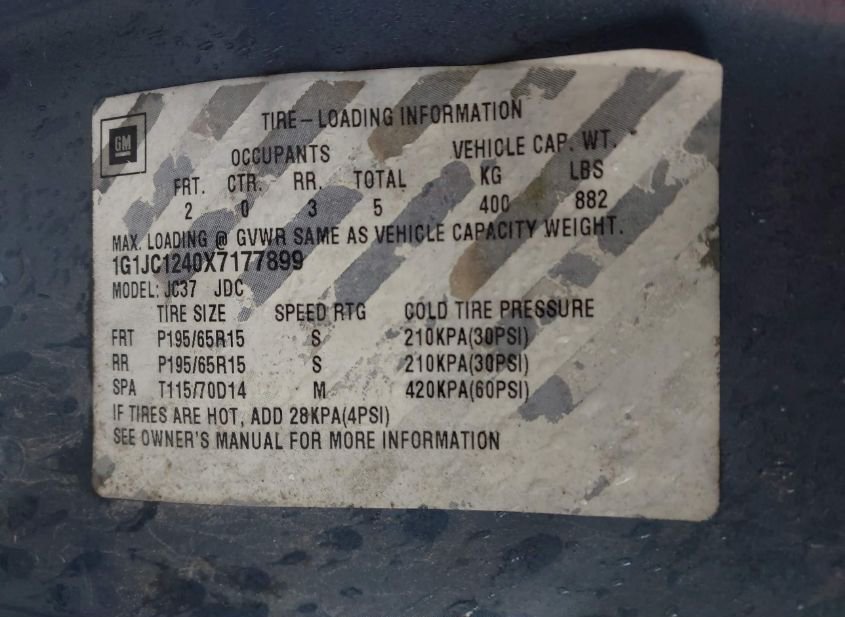 GM
TIRE-LOADING INFORMATION
OCCUPANTS VEHICLE CAP. WT.
FRT. CTR. RR. TOTAL KG LBS
2 0 3 5 400 882
MAX. LOADING @ GVWR SAME AS VEHICLE CAPACITY WEIGHT.
1G1JC1240X7177899
MODEL: JC37 JDC
TIRE SIZE SPEED RTG COLD TIRE PRESSURE
FRT P195/65R15 S 210KPA(30PSI)
RR P195/65R15 S 210KPA(30PSI)
SPA T115/70D14 M 420KPA(60PSI)
IF TIRES ARE HOT, ADD 28KPA(4PSI)
SEE OWNER'S MANUAL FOR MORE INFORMATION